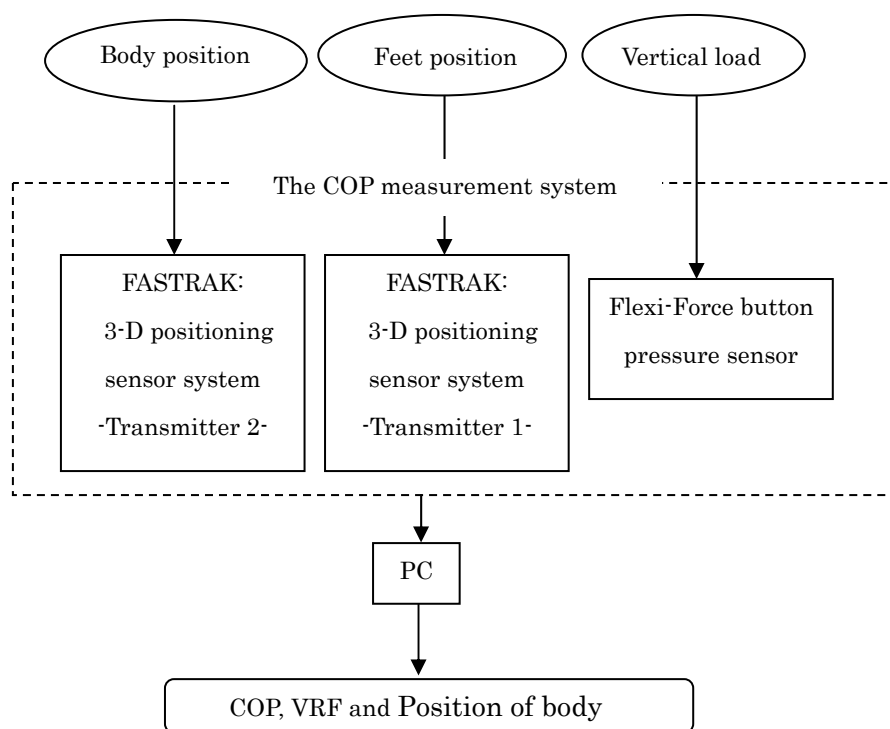 Body position
Feet position
Vertical load
The COP measurement system
FASTRAK:
3-D positioning
sensor system
-Transmitter 2-
FASTRAK:
3-D positioning
sensor system
-Transmitter 1-
Flexi-Force button
pressure sensor
PC
COP, VRF and Position of body